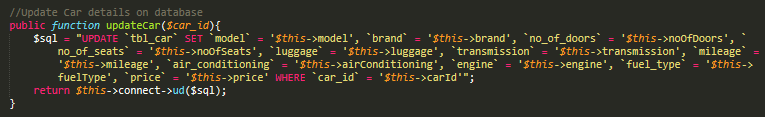 //Update Car details on database
public function updateCar($car_id){
$sql = "UPDATE `tbl_car` SET `model` = '$this->model', `brand` = '$this->brand', `no_of_doors` = '$this->noOfDoors', `
no_of_seats` = '$this->noOfSeats', `luggage` = '$this->luggage', `transmission` = '$this->transmission', `mileage` =
'$this->mileage', `air_conditioning` = '$this->airConditioning', `engine` = '$this->engine', `fuel_type` = '$this->
fuelType', `price` = '$this->price' WHERE `car_id` = '$this->carId'";
return $this->connect->ud($sql);
}